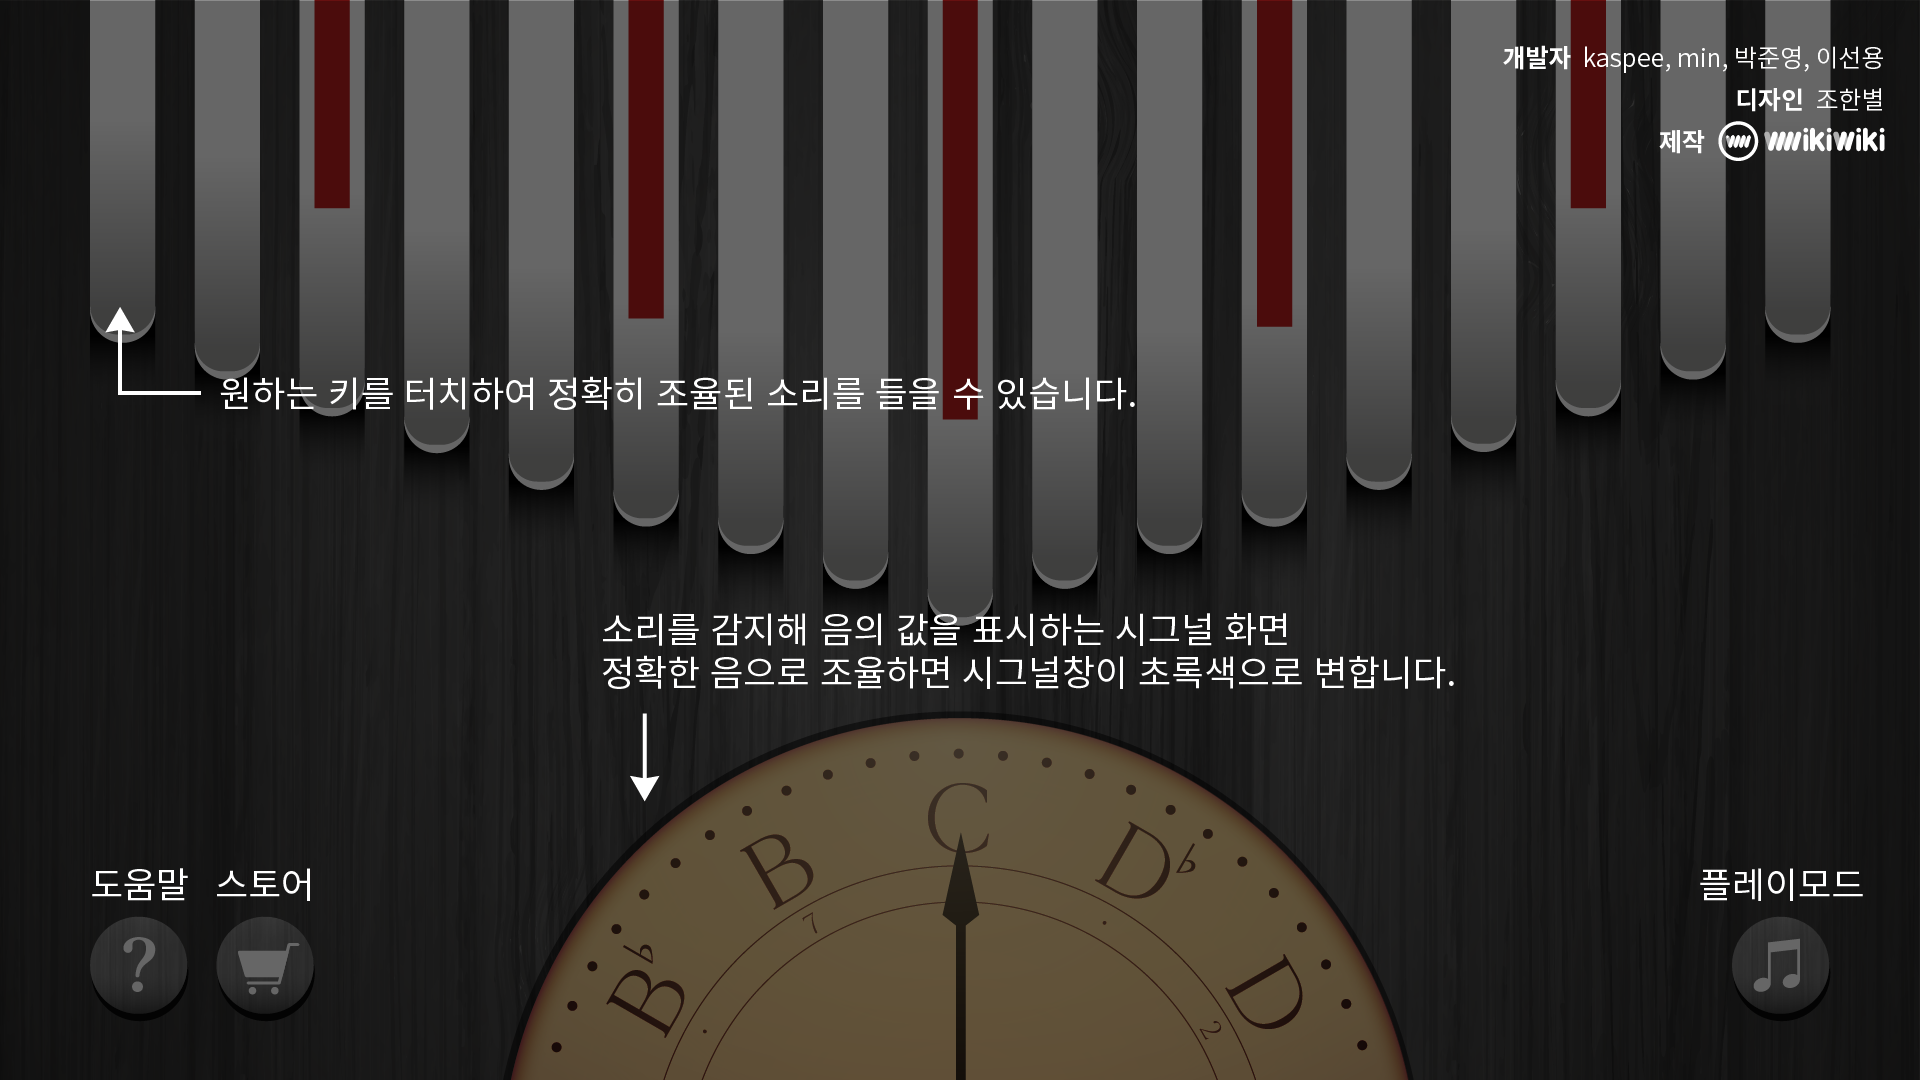 개발자 kaspee, min, 박준영, 이선용
디자인 조한별
제작 wikiwiki
원하는 키를 터치하여 정확히 조율된 소리를 들을 수 있습니다.
소리를 감지해 음의 값을 표시하는 시그널 화면
정확한 음으로 조율하면 시그널창이 초록색으로 변합니다.
B♭ B C D♭ D
7 2
도움말 스토어 플레이모드
?